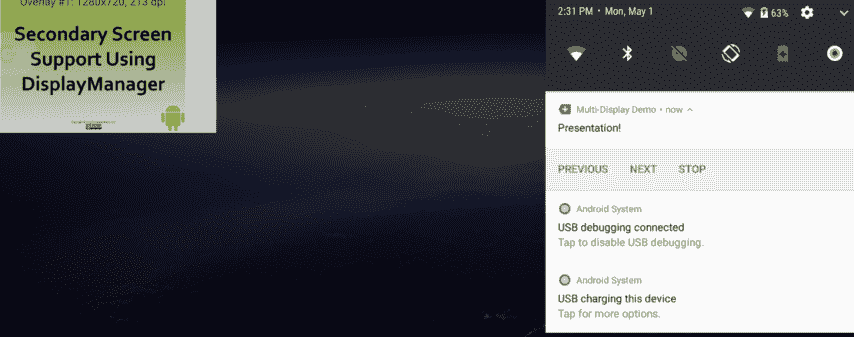 Overlay #1: 1280x720, 213 dpi
Secondary Screen
Support Using
DisplayManager
2:31 PM • Mon, May 1
63%
Multi-Display Demo • now
Presentation!
PREVIOUS NEXT STOP
Android System
USB debugging connected
Tap to disable USB debugging.
Android System
USB charging this device
Tap for more options.